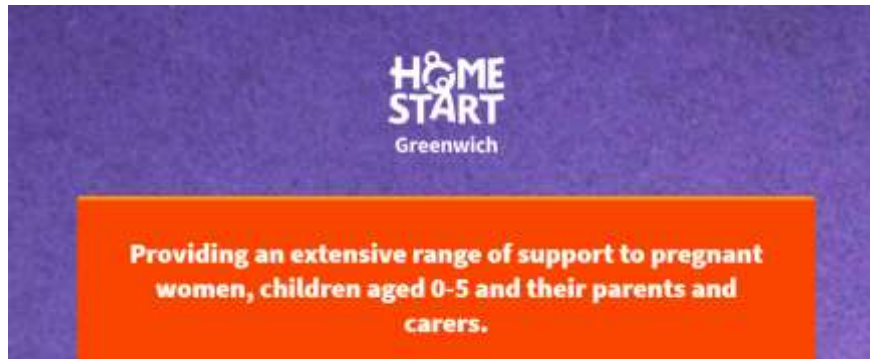 HOME
START
Greenwich
Providing an extensive range of support to pregnant
women, children aged 0-5 and their parents and
carers.